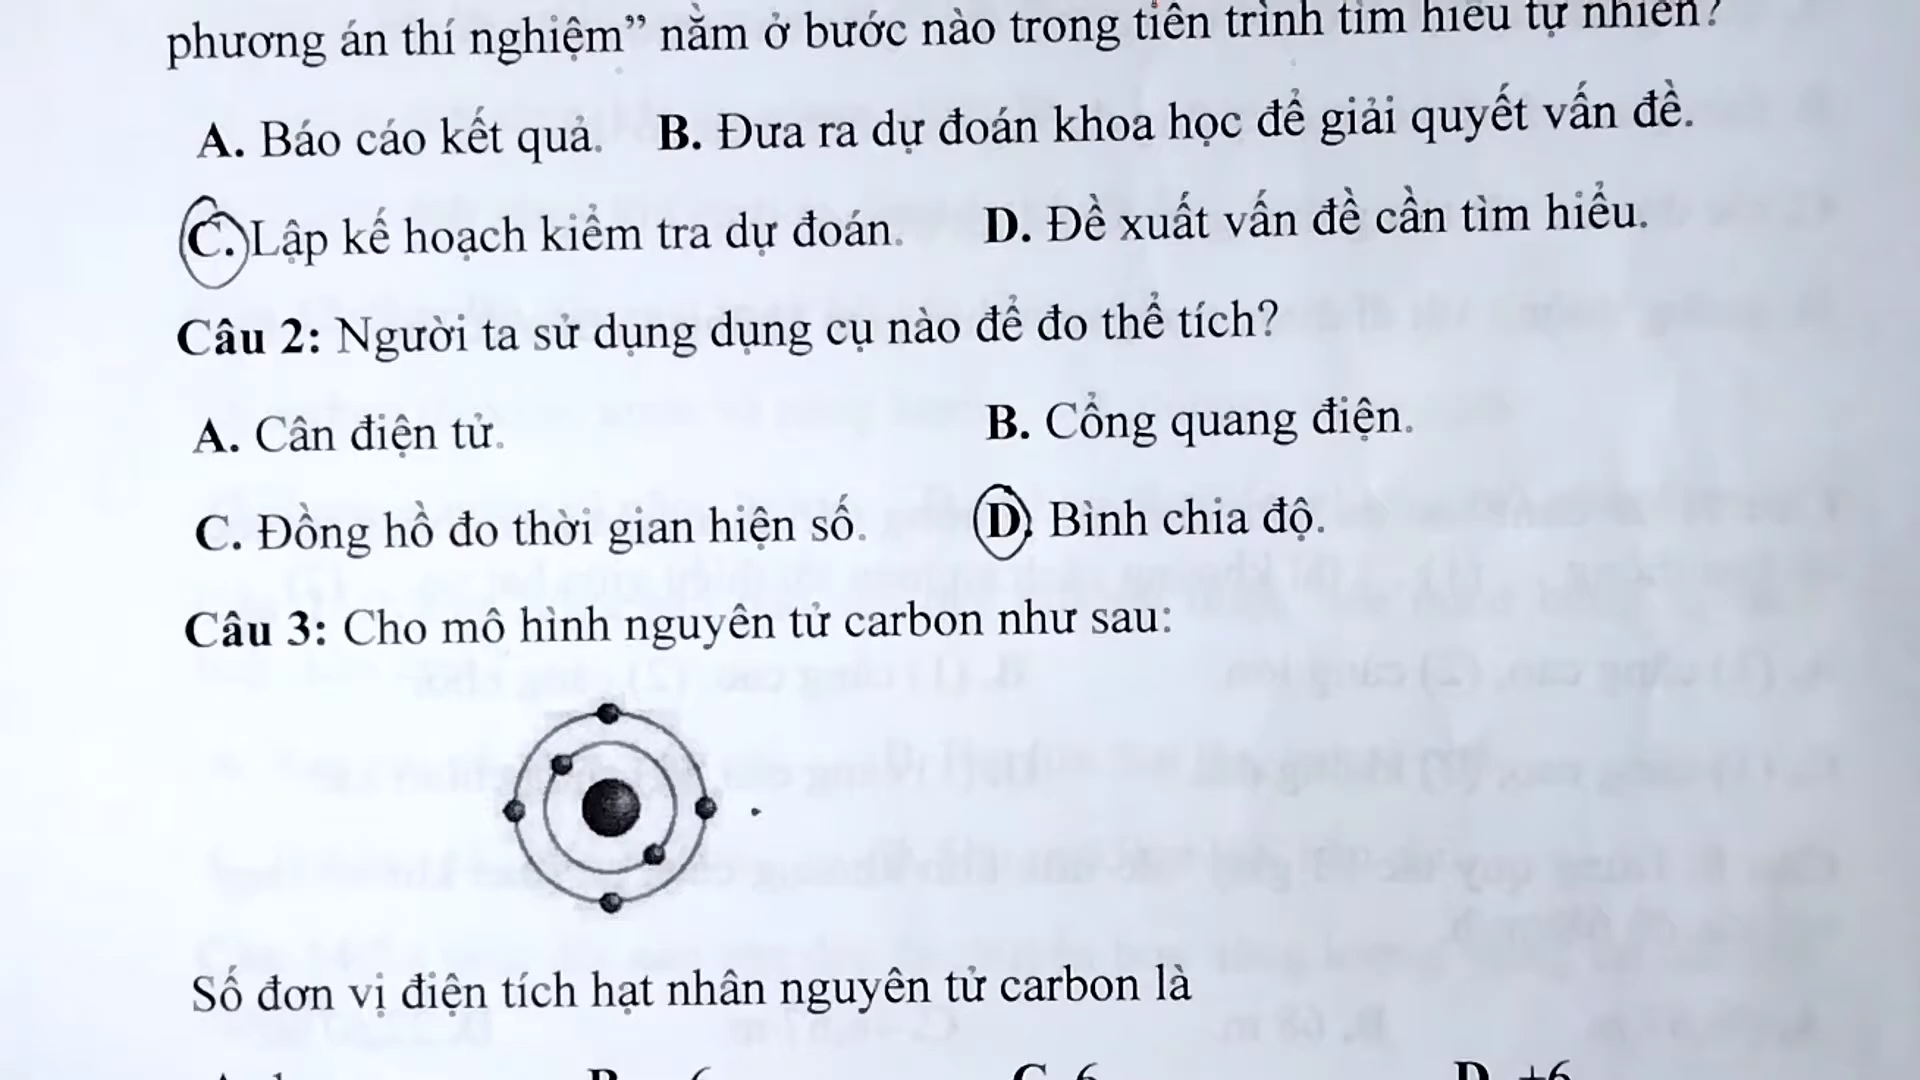 phương án thí nghiệm” nằm ở bước nào trong tiến trình tìm hiểu tự nhiên?
A. Báo cáo kết quả. B. Đưa ra dự đoán khoa học để giải quyết vấn đề.
C. Lập kế hoạch kiểm tra dự đoán. D. Đề xuất vấn đề cần tìm hiểu.
Câu 2: Người ta sử dụng dụng cụ nào để đo thể tích?
A. Cân điện tử. B. Cổng quang điện.
C. Đồng hồ đo thời gian hiện số. D. Bình chia độ.
Câu 3: Cho mô hình nguyên tử carbon như sau:
Số đơn vị điện tích hạt nhân nguyên tử carbon là
C. 6 D. +6